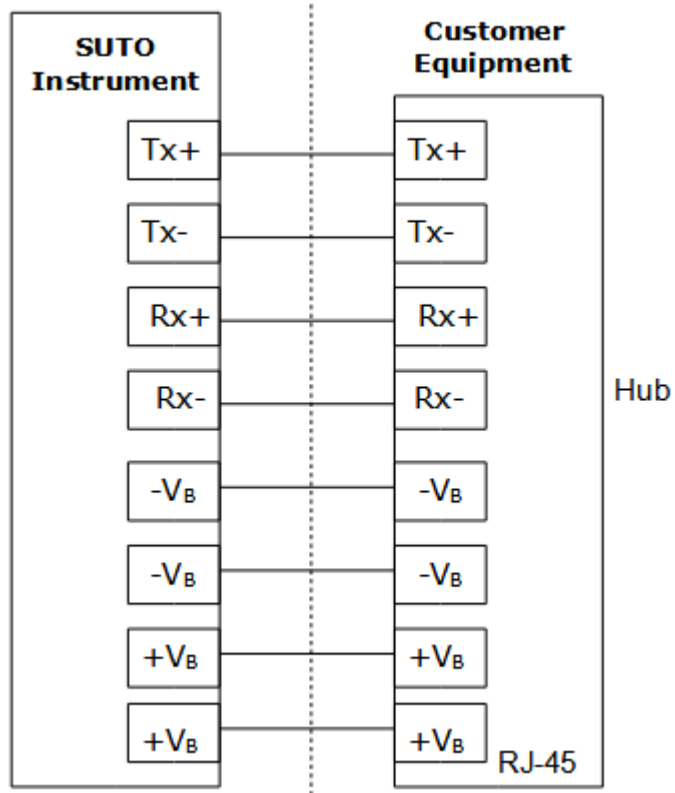 SUTO
Instrument
Customer
Equipment
Tx+ Tx+
Tx- Tx-
Rx+ Rx+
Rx- Rx-
Hub
-VB -VB
-VB -VB
+VB +VB
+VB +VB
RJ-45